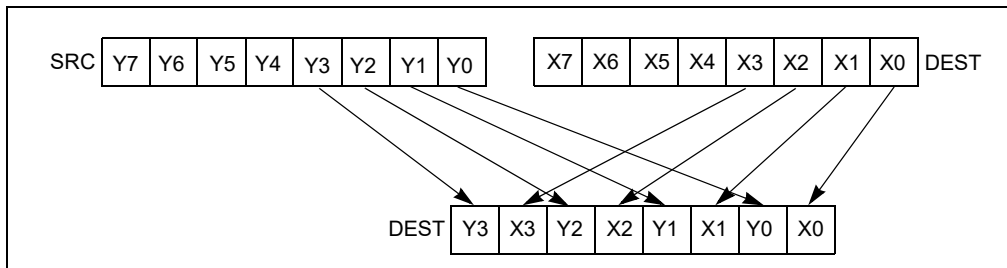 SRC Y7 Y6 Y5 Y4 Y3 Y2 Y1 Y0 X7 X6 X5 X4 X3 X2 X1 X0 DEST
DEST Y3 X3 Y2 X2 Y1 X1 Y0 X0